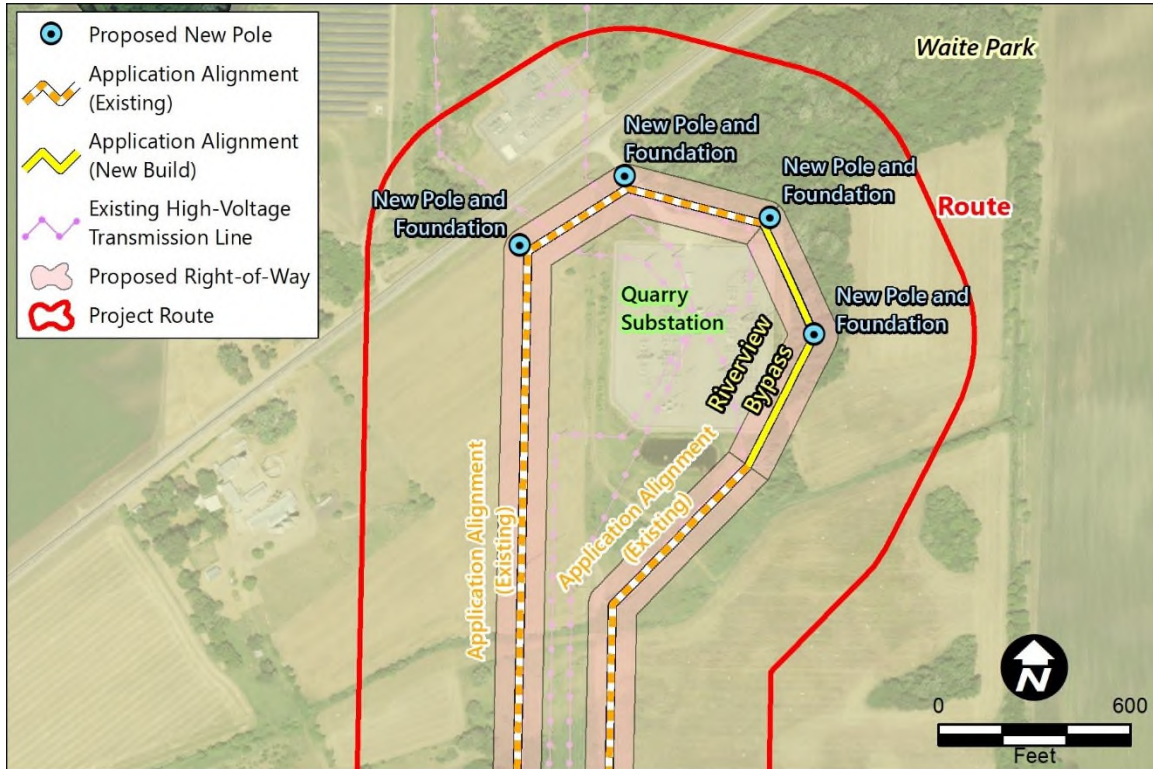 Proposed New Pole
Application Alignment
(Existing)
Application Alignment
(New Build)
Existing High-Voltage
Transmission Line
Proposed Right-of-Way
Project Route
Waite Park
New Pole and
Foundation
New Pole and
Foundation
New Pole and
Foundation
Route
New Pole and
Foundation
Quarry
Substation
Riverview
Bypass
Application Alignment
(Existing)
Application Alignment
(Existing)
N
0 600
Feet